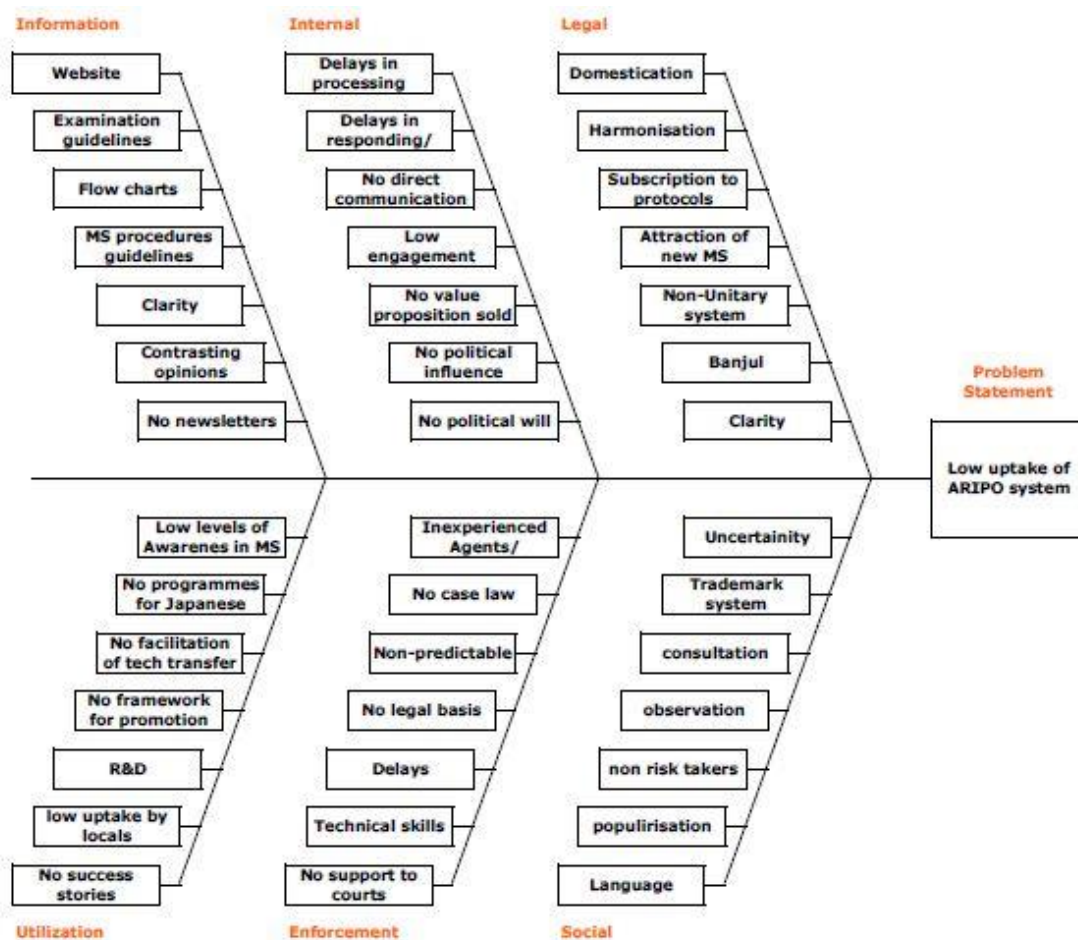 Information
Website
Examination
guidelines
Flow charts
MS procedures
guidelines
Clarity
Contrasting
opinions
No newsletters
Internal
Delays in
processing
Delays in
responding/
No direct
communication
Low
engagement
No value
proposition sold
No political
influence
No political will
Legal
Domestication
Harmonisation
Subscription to
protocols
Attraction of
new MS
Non-Unitary
system
Banjul
Clarity
Problem
Statement
Low uptake of
ARIPO system
Low levels of
Awarenes in MS
No programmes
for Japanese
No facilitation
of tech transfer
No framework
for promotion
R&D
low uptake by
locals
No success
stories
Utilization
Inexperienced
Agents/
No case law
Non-predictable
No legal basis
Delays
Technical skills
No support to
courts
Enforcement
Uncertainity
Trademark
system
consultation
observation
non risk takers
populirisation
Language
Social